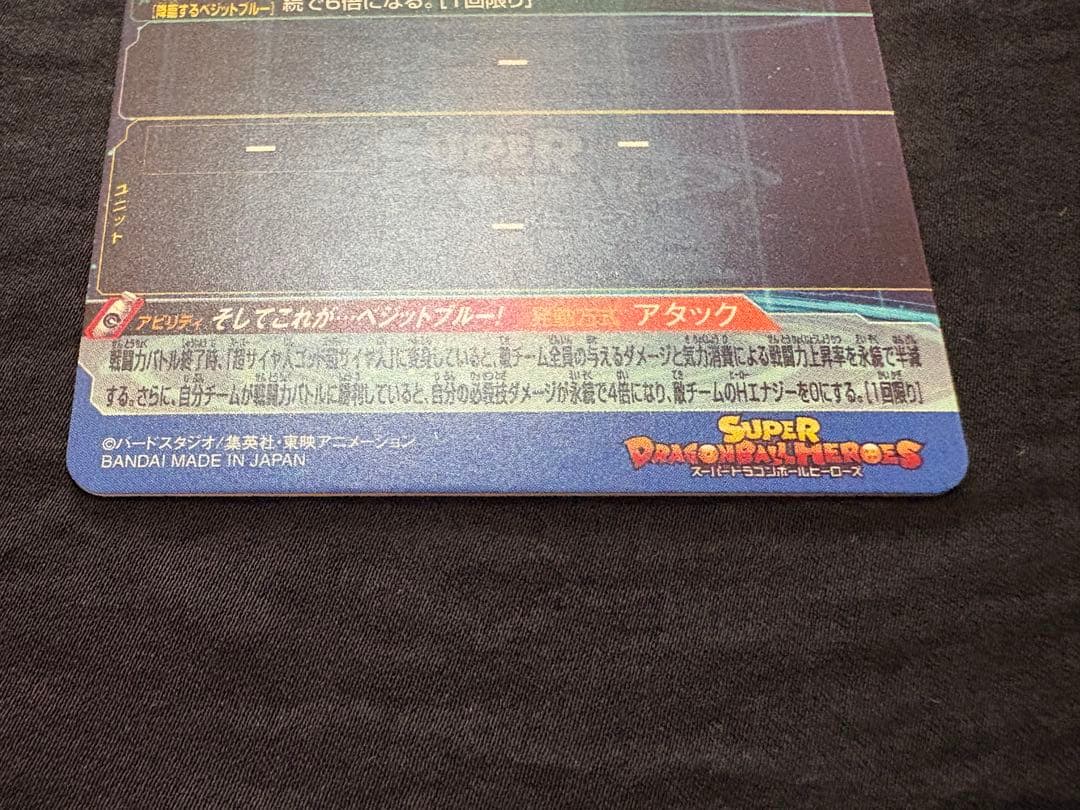 [降臨するベジットブルー] 続で6倍になる。[1回限り]
ー
ー ー
ユニット
ー
アビリティ そしてこれが…ベジットブルー! 発動方式 アタック
戦闘力バトル終了時、「超サイヤ人ゴッド超サイヤ人」に変身していると、敵チーム全員の与えるダメージと気力消費による戦闘力上昇率を永続で半減
する。さらに、自分チームが戦闘力バトルに勝利していると、自分の必殺技ダメージが永続で4倍になり、敵チームのHエナジーを0にする。[1回限り]
©バードスタジオ/集英社・東映アニメーション
BANDAI MADE IN JAPAN
SUPER
DRAGONBALL HEROES
スーパードラゴンボールヒーローズ